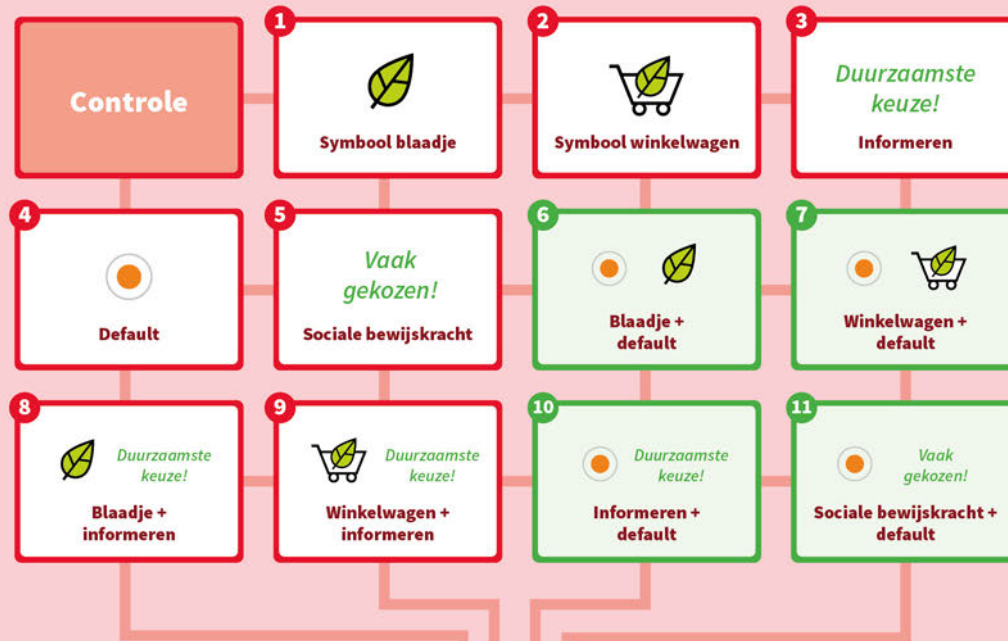 Controle
1
Symbool blaadje
2
Symbool winkelwagen
3
Duurzaamste
keuze!
Informeren
4
Default
5
Vaak
gekozen!
Sociale bewijskracht
6
Blaadje +
default
7
Winkelwagen +
default
8
Duurzaamste
keuze!
Blaadje +
informeren
9
Duurzaamste
keuze!
Winkelwagen +
informeren
10
Duurzaamste
keuze!
Informeren +
default
11
Vaak
gekozen!
Sociale bewijskracht +
default